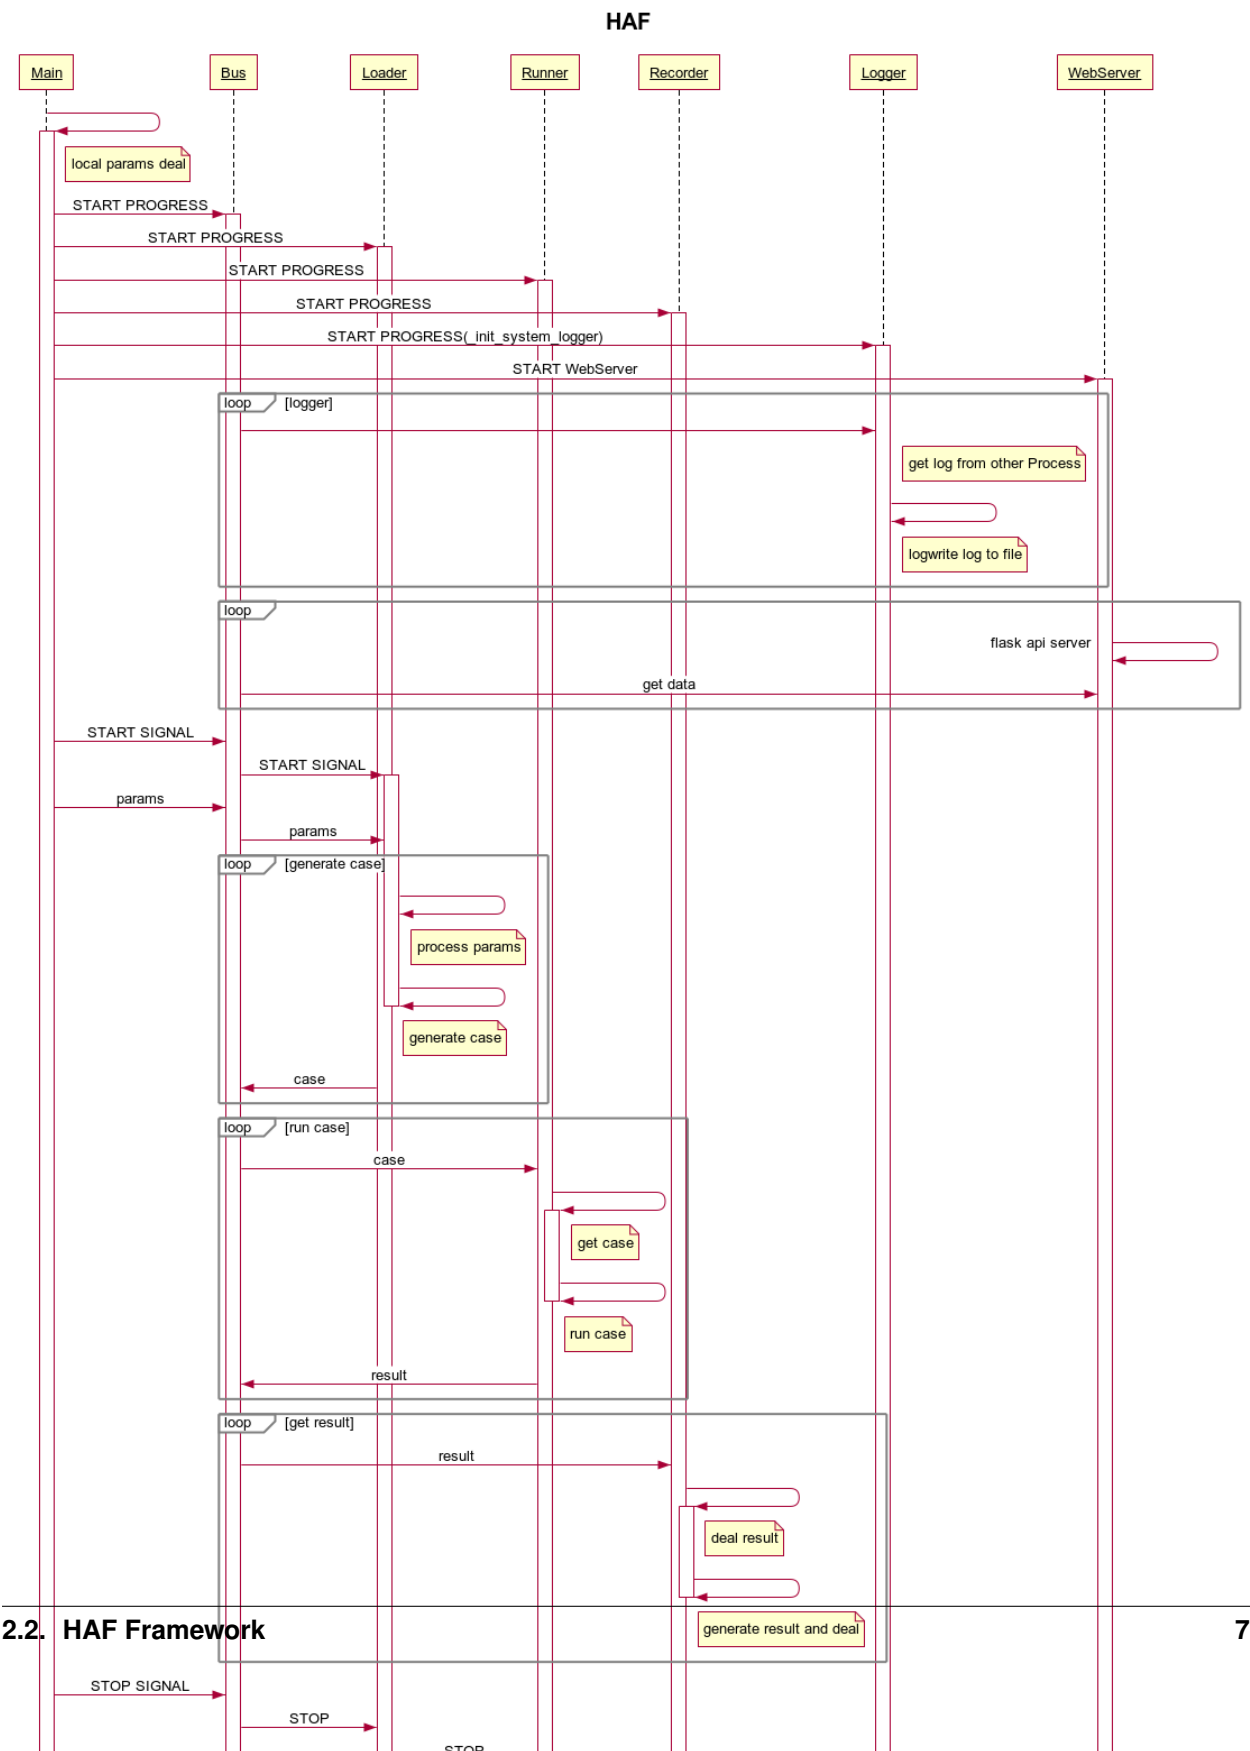 HAF
Main Bus Loader Runner Recorder Logger WebServer
local params deal
START PROGRESS
START PROGRESS
START PROGRESS
START PROGRESS
START PROGRESS(_init_system_logger)
START WebServer
loop [logger]
get log from other Process
logwrite log to file
loop
flask api server
get data
START SIGNAL
START SIGNAL
params
params
loop [generate case]
process params
generate case
case
loop [run case]
case
get case
run case
result
loop [get result]
result
deal result
generate result and deal
2.2. HAF Framework 7
STOP SIGNAL
STOP
STOP